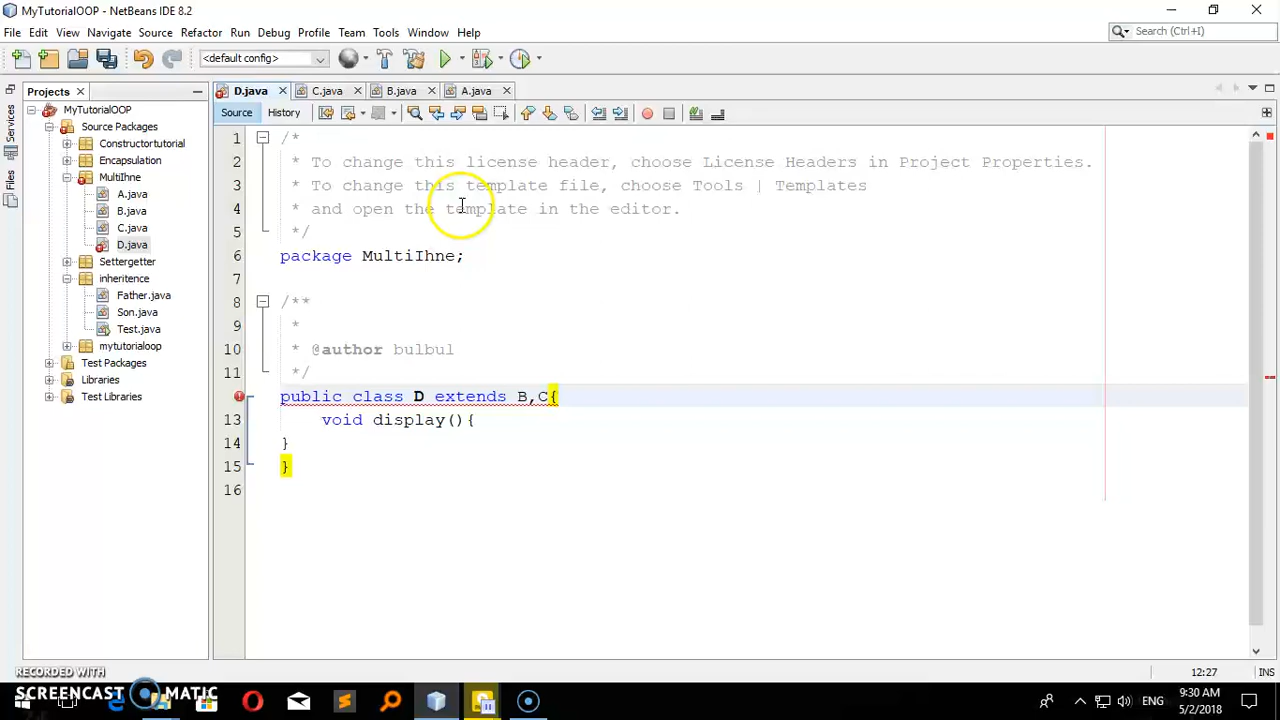 MyTutorialOOP - NetBeans IDE 8.2
File Edit View Navigate Source Refactor Run Debug Profile Team Tools Window Help
Search (Ctrl+I)
<default config>
Projects
D.java C.java B.java A.java
Services
Files
MyTutorialOOP
Source Packages
Constructortutorial
Encapsulation
MultiIhne
A.java
B.java
C.java
D.java
Settergetter
inheritence
Father.java
Son.java
Test.java
mytutorialoop
Test Packages
Libraries
Test Libraries
Source History
1 /*
2 * To change this license header, choose License Headers in Project Properties.
3 * To change this template file, choose Tools | Templates
4 * and open the template in the editor.
5 */
6 package MultiIhne;
7
8 /**
9 *
10 * @author bulbul
11 */
public class D extends B,C{
13 void display(){
14 }
15 }
16
12:27 INS
RECORDED WITH
SCREENCAST MATIC
ENG
9:30 AM
5/2/2018